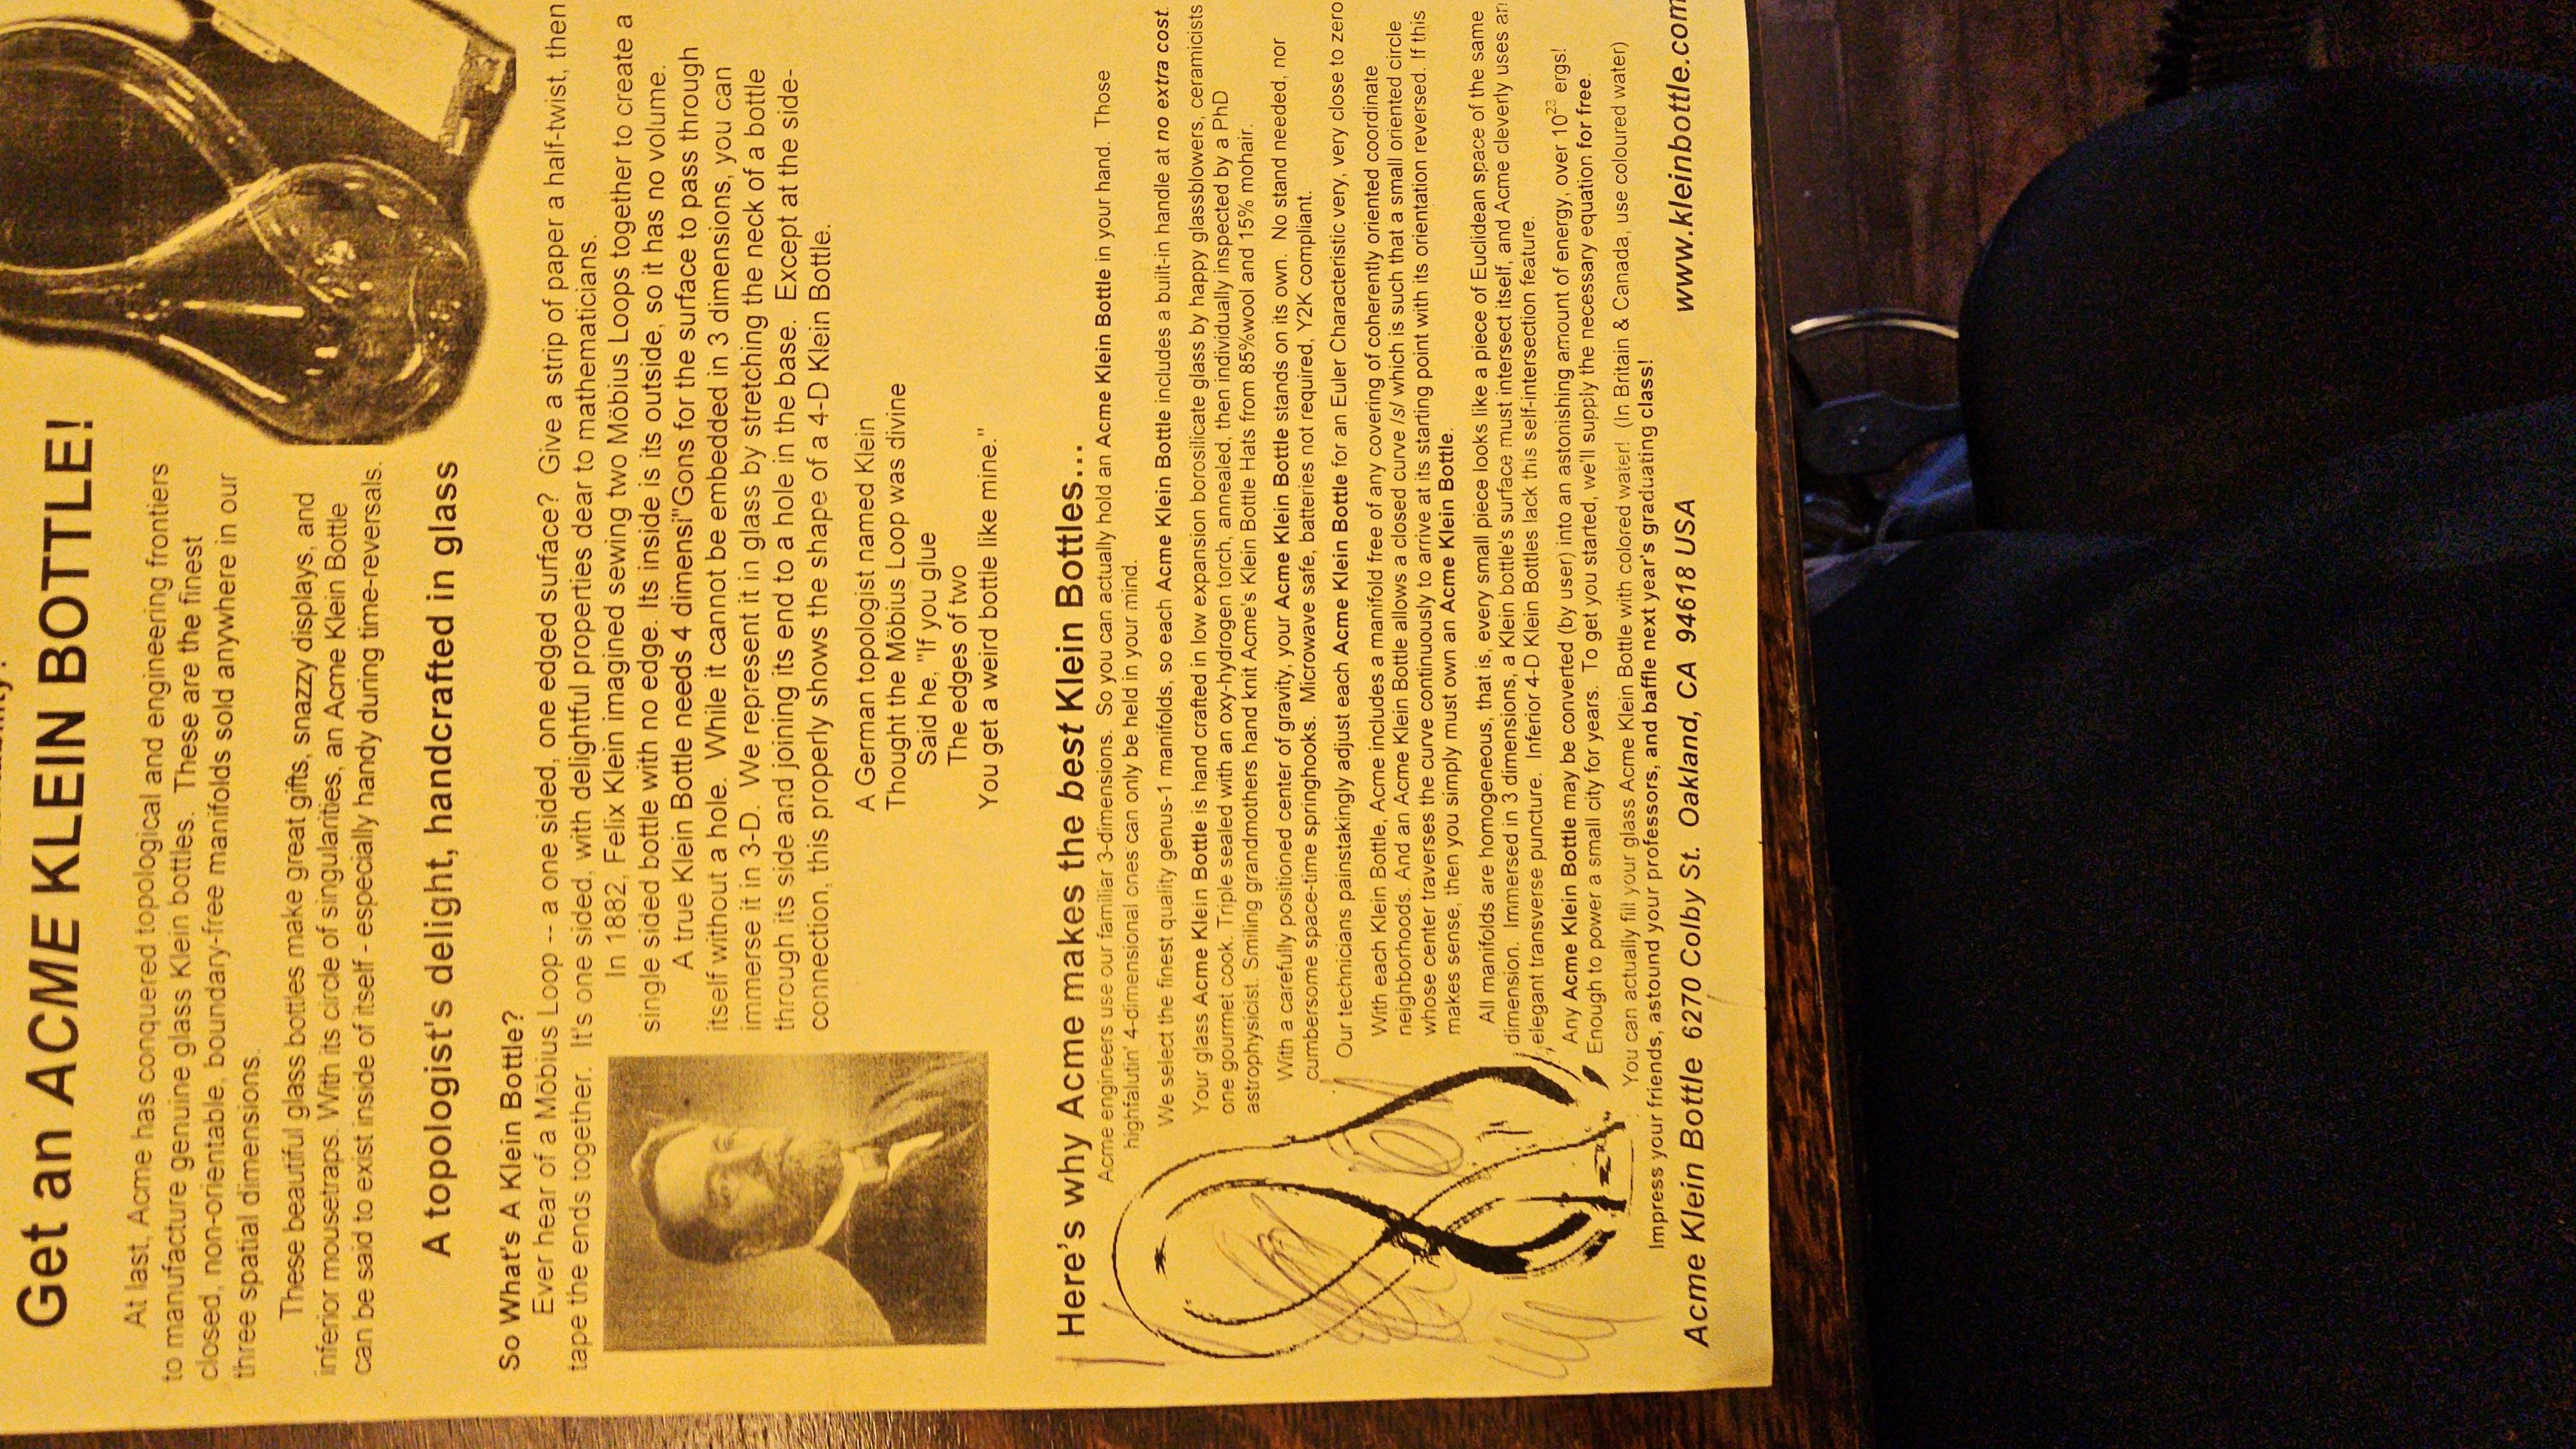 Get an ACME KLEIN BOTTLE!
At last, Acme has conquered topological and engineering frontiers
to manufacture genuine glass Klein bottles. These are the finest
closed, non-orientable, boundary-free manifolds sold anywhere in our
three spatial dimensions.
These beautiful glass bottles make great gifts, snazzy displays, and
inferior mousetraps. With its circle of singularities, an Acme Klein Bottle
can be said to exist inside of itself - especially handy during time-reversals.
A topologist's delight, handcrafted in glass
So What's A Klein Bottle?
Ever hear of a Möbius Loop -- a one sided, one edged surface? Give a strip of paper a half-twist, then
tape the ends together. It's one sided, with delightful properties dear to mathematicians.
In 1882, Felix Klein imagined sewing two Möbius Loops together to create a
single sided bottle with no edge. Its inside is its outside, so it has no volume.
A true Klein Bottle needs 4 dimensi"Gons for the surface to pass through
itself without a hole. While it cannot be embedded in 3 dimensions, you can
immerse it in 3-D. We represent it in glass by stretching the neck of a bottle
through its side and joining its end to a hole in the base. Except at the side-
connection, this properly shows the shape of a 4-D Klein Bottle.
A German topologist named Klein
Thought the Möbius Loop was divine
Said he, "If you glue
The edges of two
You get a weird bottle like mine."
Here's why Acme makes the best Klein Bottles...
Acme engineers use our familiar 3-dimensions. So you can actually hold an Acme Klein Bottle in your hand. Those
highfalutin' 4-dimensional ones can only be held in your mind.
We select the finest quality genus-1 manifolds, so each Acme Klein Bottle includes a built-in handle at no extra cost.
Your glass Acme Klein Bottle is hand crafted in low expansion borosilicate glass by happy glassblowers, ceramicists
one gourmet cook. Triple sealed with an oxy-hydrogen torch, annealed, then individually inspected by a PhD
astrophysicist. Smiling grandmothers hand knit Acme's Klein Bottle Hats from 85%wool and 15% mohair.
With a carefully positioned center of gravity, your Acme Klein Bottle stands on its own. No stand needed, nor
cumbersome space-time springhooks. Microwave safe, batteries not required, Y2K compliant.
Our technicians painstakingly adjust each Acme Klein Bottle for an Euler Characteristic very, very close to zero
With each Klein Bottle, Acme includes a manifold free of any covering of coherently oriented coordinate
neighborhoods. And an Acme Klein Bottle allows a closed curve /s/ which is such that a small oriented circle
whose center traverses the curve continuously to arrive at its starting point with its orientation reversed. If this
makes sense, then you simply must own an Acme Klein Bottle.
All manifolds are homogeneous, that is, every small piece looks like a piece of Euclidean space of the same
dimension. Immersed in 3 dimensions, a Klein bottle's surface must intersect itself, and Acme cleverly uses an
elegant transverse puncture. Inferior 4-D Klein Bottles lack this self-intersection feature.
Any Acme Klein Bottle may be converted (by user) into an astonishing amount of energy, over 10²³ ergs!
Enough to power a small city for years. To get you started, we'll supply the necessary equation for free.
You can actually fill your glass Acme Klein Bottle with colored water! (In Britain & Canada, use coloured water)
Impress your friends, astound your professors, and baffle next year's graduating class!
Acme Klein Bottle 6270 Colby St. Oakland, CA 94618 USA www.kleinbottle.com